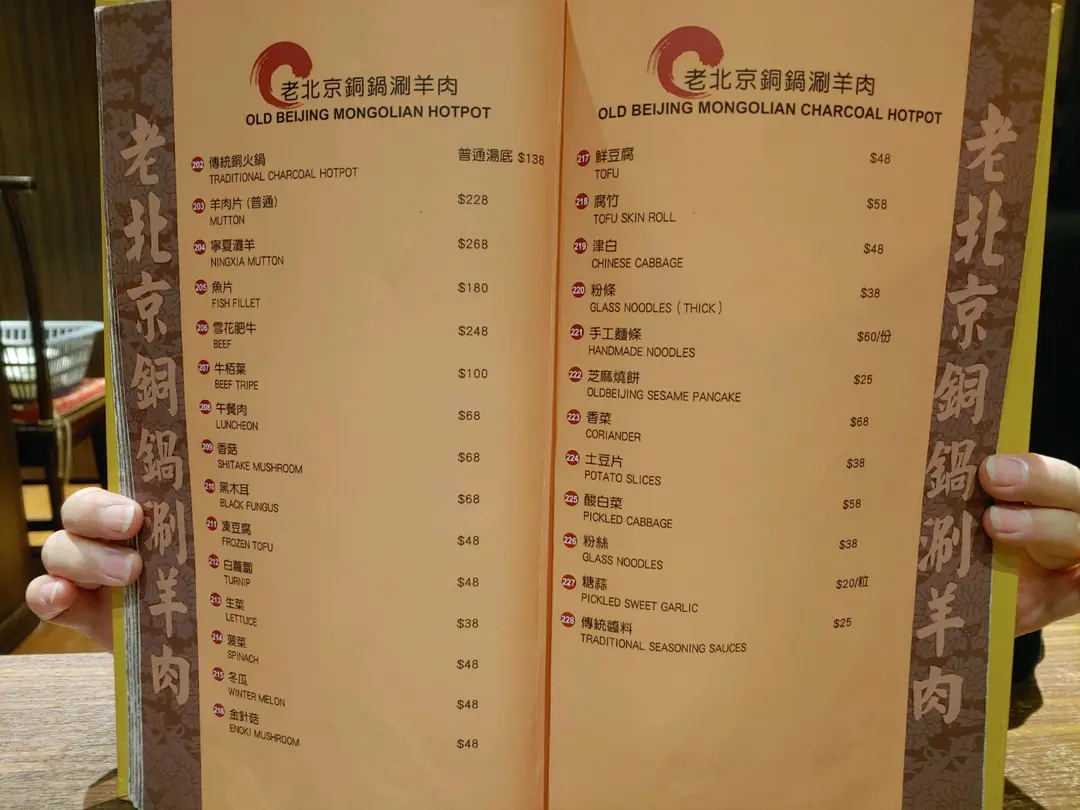 老北京銅鍋涮羊肉
老北京銅鍋涮羊肉
OLD BEIJING MONGOLIAN HOTPOT
202 傳統銅火鍋 普通湯底 $138
TRADITIONAL CHARCOAL HOTPOT
203 羊肉片 (普通) $228
MUTTON
204 寧夏灘羊 $268
NINGXIA MUTTON
205 魚片 $180
FISH FILLET
206 雪花肥牛 $248
BEEF
207 牛栢葉 $100
BEEF TRIPE
208 午餐肉 $68
LUNCHEON
209 香菇 $68
SHITAKE MUSHROOM
210 黑木耳 $68
BLACK FUNGUS
211 凍豆腐 $48
FROZEN TOFU
212 白蘿蔔 $48
TURNIP
213 生菜 $38
LETTUCE
214 菠菜 $48
SPINACH
215 冬瓜 $48
WINTER MELON
216 金針菇 $48
ENOKI MUSHROOM
老北京銅鍋涮羊肉
OLD BEIJING MONGOLIAN CHARCOAL HOTPOT
217 鮮豆腐 $48
TOFU
218 腐竹 $58
TOFU SKIN ROLL
219 津白 $48
CHINESE CABBAGE
220 粉條 $38
GLASS NOODLES ( THICK )
221 手工麵條 $60/份
HANDMADE NOODLES
222 芝麻燒餅 $25
OLDBEIJING SESAME PANCAKE
223 香菜 $68
CORIANDER
224 土豆片 $38
POTATO SLICES
225 酸白菜 $58
PICKLED CABBAGE
226 粉絲 $38
GLASS NOODLES
227 糖蒜 $20/粒
PICKLED SWEET GARLIC
228 傳統醬料 $25
TRADITIONAL SEASONING SAUCES
老北京銅鍋涮羊肉